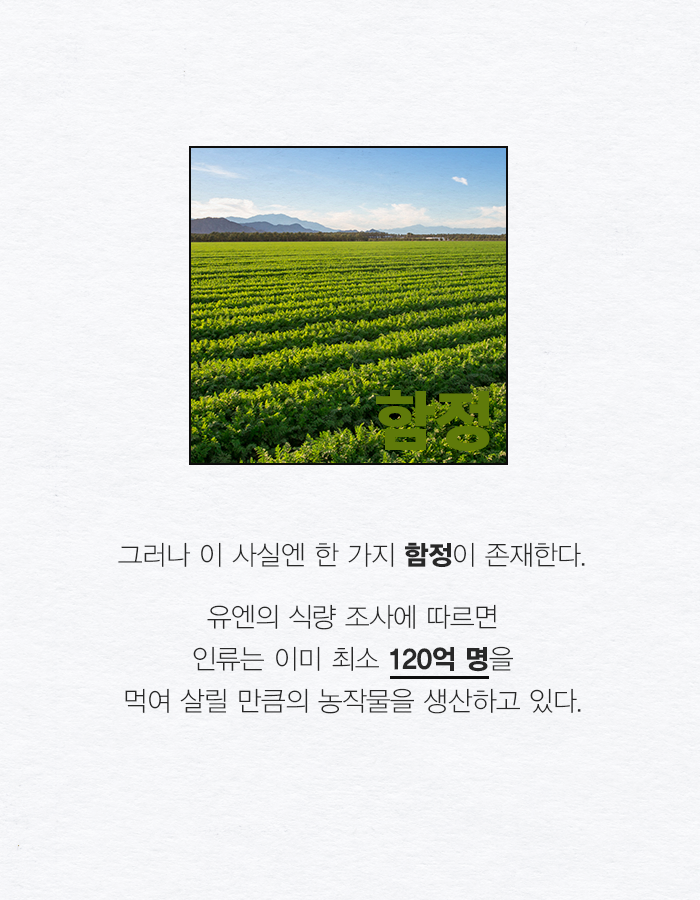 함정
그러나 이 사실엔 한 가지 함정이 존재한다.
유엔의 식량 조사에 따르면
인류는 이미 최소 120억 명을
먹여 살릴 만큼의 농작물을 생산하고 있다.